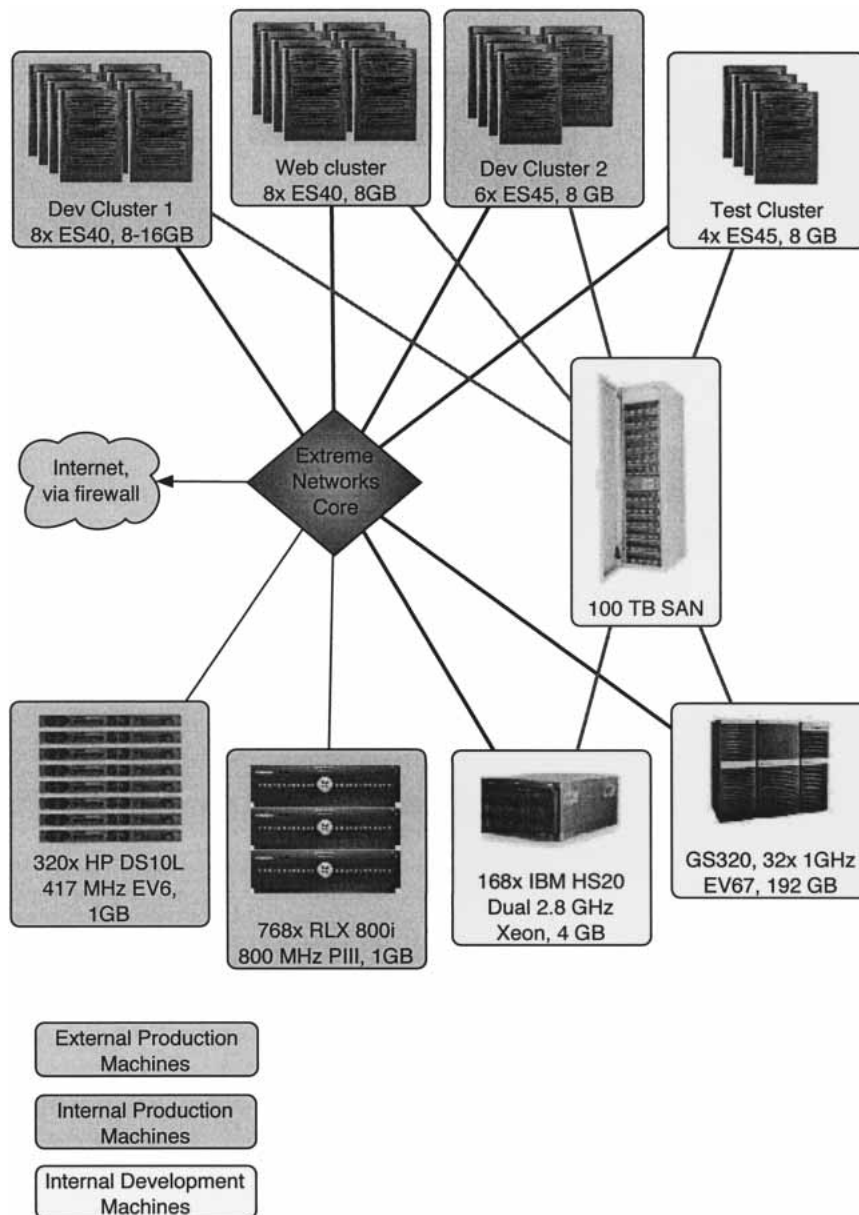 Web cluster
8x ES40, 8GB
Dev Cluster 2
6x ES45, 8 GB
Dev Cluster 1
8x ES40, 8-16GB
Test Cluster
4x ES45, 8 GB
Internet,
via firewall
Extreme
Networks
Core
100 TB SAN
320x HP DS10L
417 MHz EV6,
1GB
768x RLX 800i
800 MHz PIII, 1GB
168x IBM HS20
Dual 2.8 GHz
Xeon, 4 GB
GS320, 32x 1GHz
EV67, 192 GB
External Production
Machines
Internal Production
Machines
Internal Development
Machines